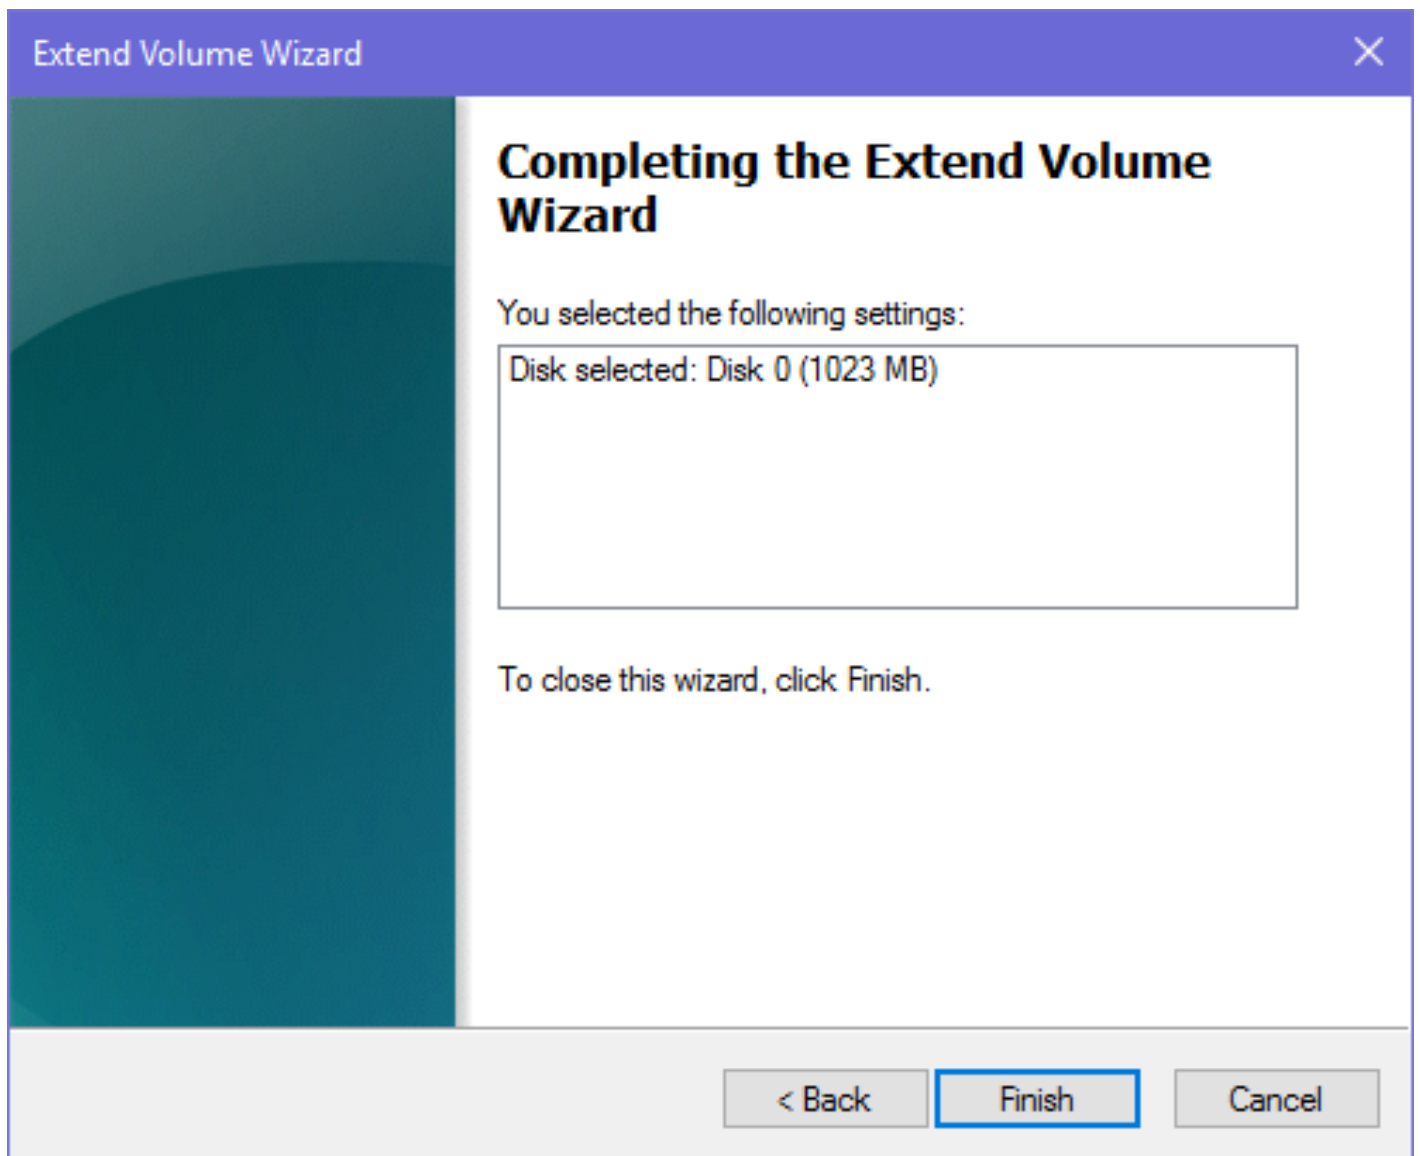 Extend Volume Wizard
Completing the Extend Volume
Wizard
You selected the following settings:
Disk selected: Disk 0 (1023 MB)
To close this wizard, click Finish.
< Back
Finish
Cancel